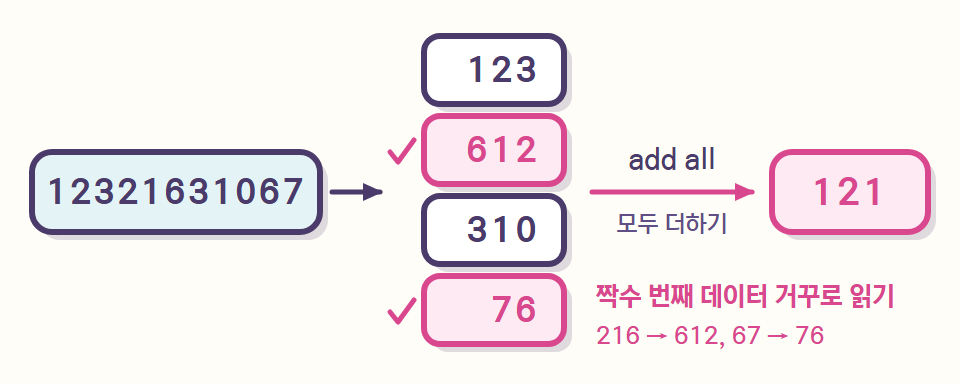 12321631067
123
612
310
76
add all
모두 더하기
121
짝수 번째 데이터 거꾸로 읽기
216 → 612, 67 → 76